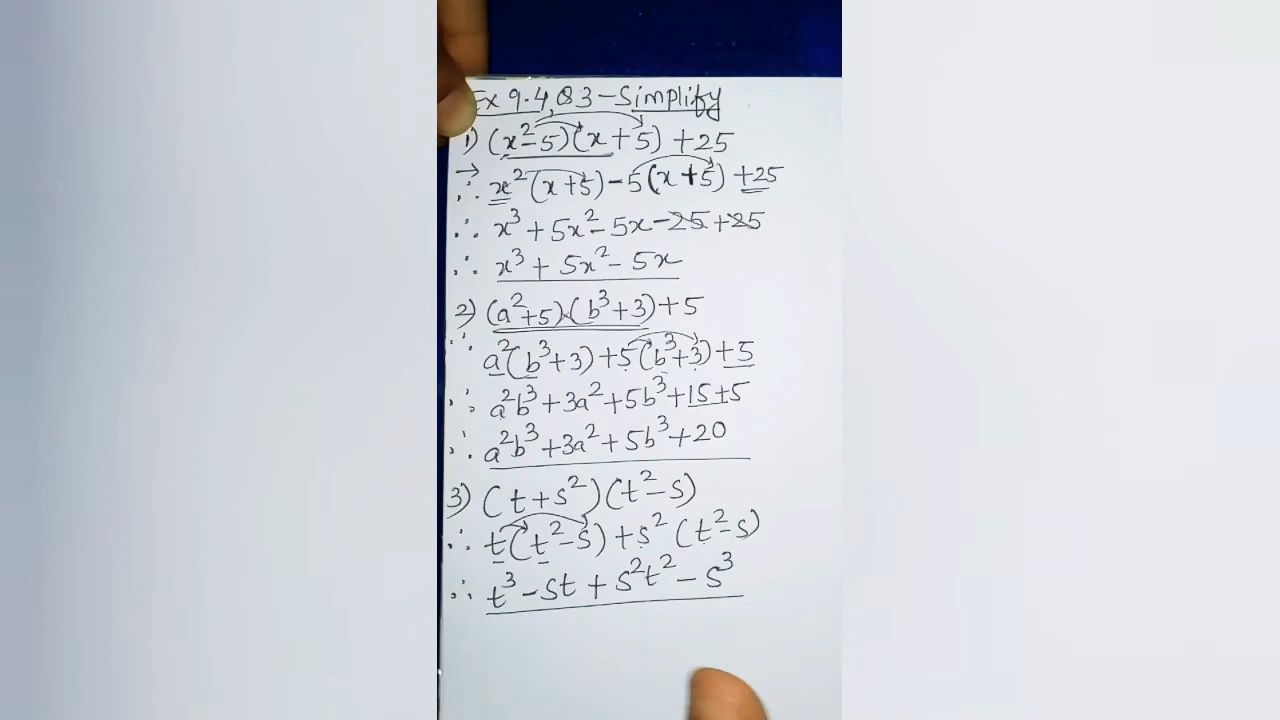 Ex 9.4, Q3 - Simplify
1) (x² - 5)(x + 5) + 25
→ ∴ x²(x + 5) - 5(x + 5) + 25
∴ x³ + 5x² - 5x - 25 + 25
∴ x³ + 5x² - 5x
2) (a² + 5)·(b³ + 3) + 5
∴ a²(b³ + 3) + 5(b³ + 3) + 5
∴ a²b³ + 3a² + 5b³ + 15 + 5
∴ a²b³ + 3a² + 5b³ + 20
3) (t + s²)(t² - s)
∴ t(t² - s) + s²(t² - s)
∴ t³ - st + s²t² - s³